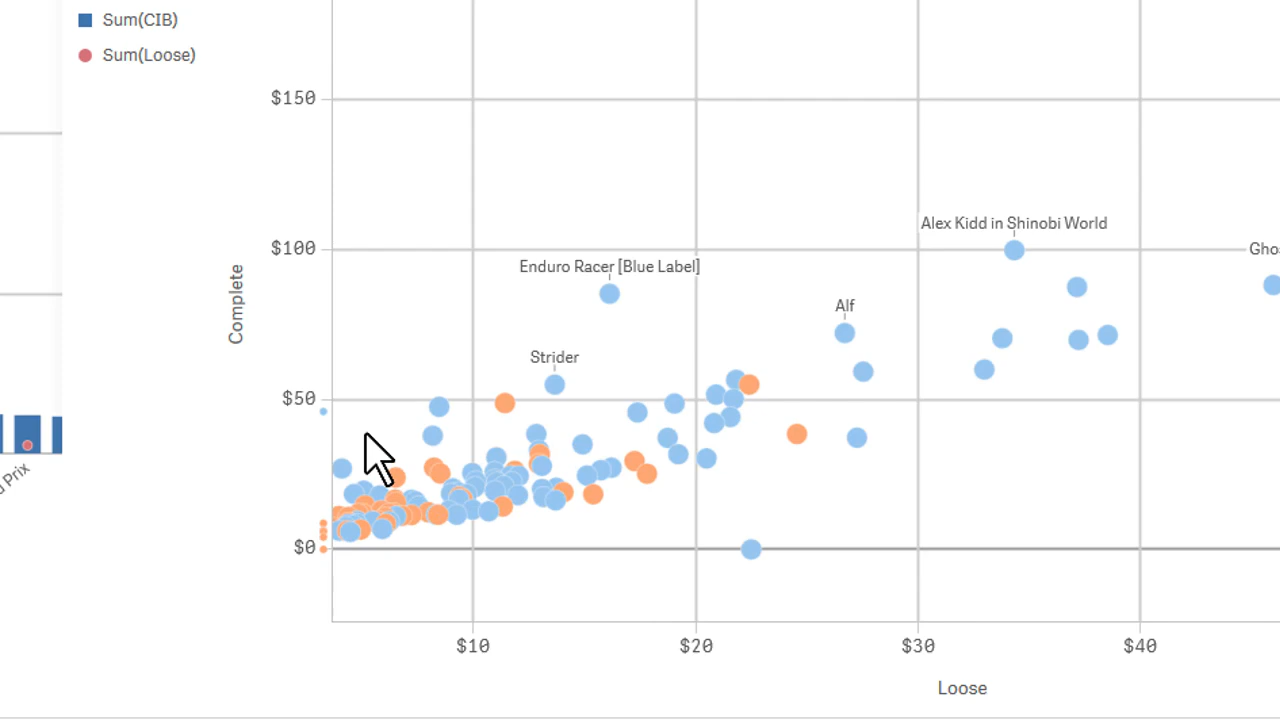 Sum(CIB)
Sum(Loose)
$150
Alex Kidd in Shinobi World
$100
Enduro Racer [Blue Label]
Alf
Complete
Strider
$50
Prix
$0
$10
$20
$30
$40
Loose